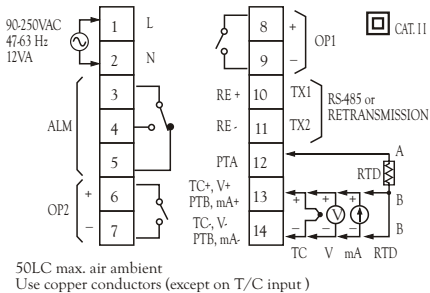 90-250VAC
47-63 Hz
12VA
1 L
2 N
3
ALM 4
5
OP2 + 6
– 7
8 +
OP1
9 –
CAT. II
RE + 10 TX1
RS-485 or
RETRANSMISSION
RE - 11 TX2
PTA 12 A
RTD
TC+, V+
PTB, mA+
13 + + + B
V
TC-, V-
PTB, mA-
14 – – – B
TC V mA RTD
50LC max. air ambient
Use copper conductors (except on T/C input )